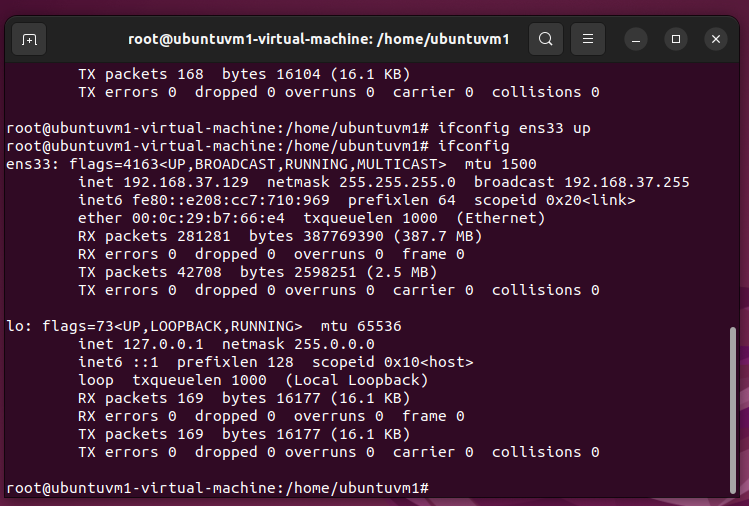 root@ubuntuvm1-virtual-machine: /home/ubuntuvm1
TX packets 168  bytes 16104 (16.1 KB)
TX errors 0  dropped 0 overruns 0  carrier 0  collisions 0
root@ubuntuvm1-virtual-machine:/home/ubuntuvm1# ifconfig ens33 up
root@ubuntuvm1-virtual-machine:/home/ubuntuvm1# ifconfig
ens33: flags=4163<UP,BROADCAST,RUNNING,MULTICAST>  mtu 1500
inet 192.168.37.129  netmask 255.255.255.0  broadcast 192.168.37.255
inet6 fe80::e208:cc7:710:969  prefixlen 64  scopeid 0x20<link>
ether 00:0c:29:b7:66:e4  txqueuelen 1000  (Ethernet)
RX packets 281281  bytes 387769390 (387.7 MB)
RX errors 0  dropped 0  overruns 0  frame 0
TX packets 42708  bytes 2598251 (2.5 MB)
TX errors 0  dropped 0 overruns 0  carrier 0  collisions 0
lo: flags=73<UP,LOOPBACK,RUNNING>  mtu 65536
inet 127.0.0.1  netmask 255.0.0.0
inet6 ::1  prefixlen 128  scopeid 0x10<host>
loop  txqueuelen 1000  (Local Loopback)
RX packets 169  bytes 16177 (16.1 KB)
RX errors 0  dropped 0  overruns 0  frame 0
TX packets 169  bytes 16177 (16.1 KB)
TX errors 0  dropped 0 overruns 0  carrier 0  collisions 0
root@ubuntuvm1-virtual-machine:/home/ubuntuvm1#